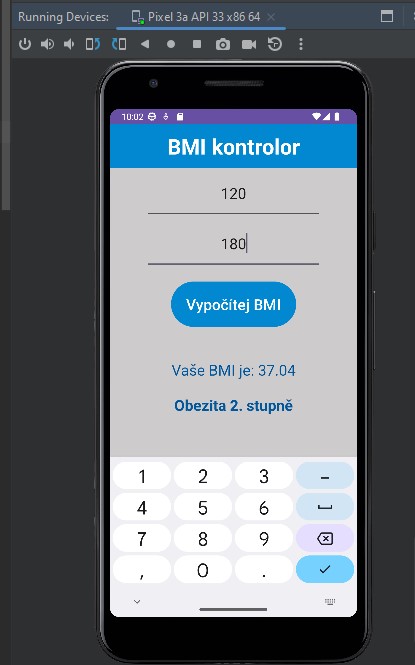 Running Devices: Pixel 3a API 33 x86 64
10:02
BMI kontrolor
120
180
Vypočítej BMI
Vaše BMI je: 37.04
Obezita 2. stupně
1 2 3 –
4 5 6
7 8 9
, 0 .